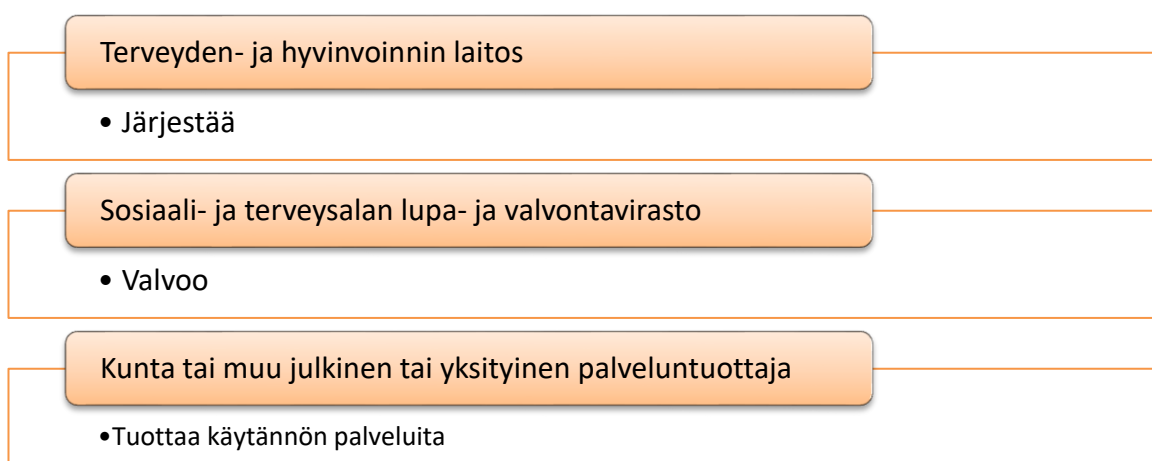 Terveyden- ja hyvinvoinnin laitos
• Järjestää
Sosiaali- ja terveysalan lupa- ja valvontavirasto
• Valvoo
Kunta tai muu julkinen tai yksityinen palveluntuottaja
•Tuottaa käytännön palveluita